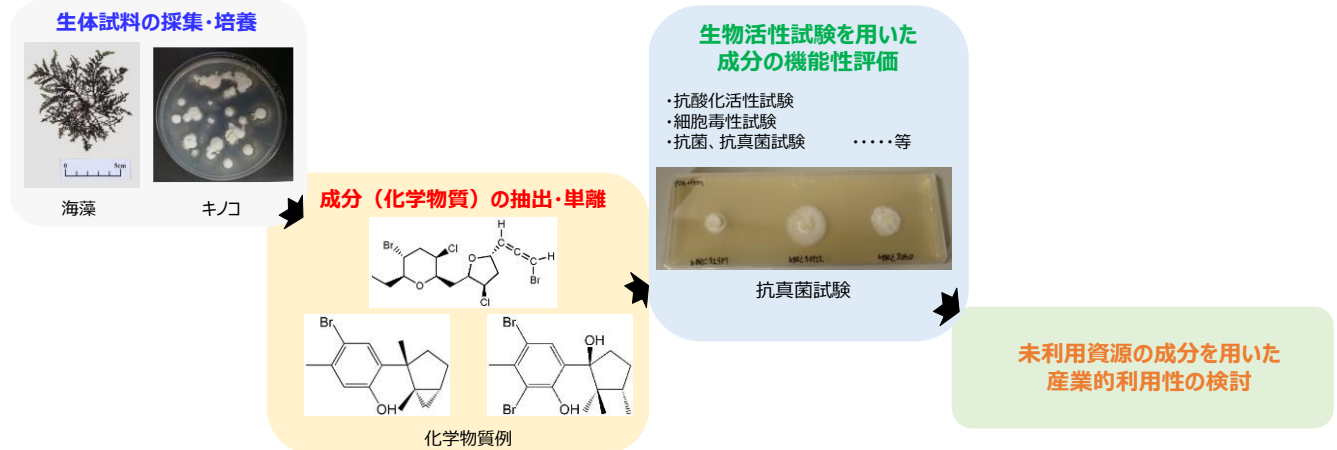 生体試料の採集･培養
0 5cm
海藻
キノコ
成分（化学物質）の抽出･単離
H
Br
Cl
O
C
H
O
Br
Cl
Br
OH
Br
OH
Br
OH
化学物質例
生物活性試験を用いた
成分の機能性評価
･抗酸化活性試験
･細胞毒性試験
･抗菌、抗真菌試験　　･････等
抗真菌試験
未利用資源の成分を用いた
産業的利用性の検討